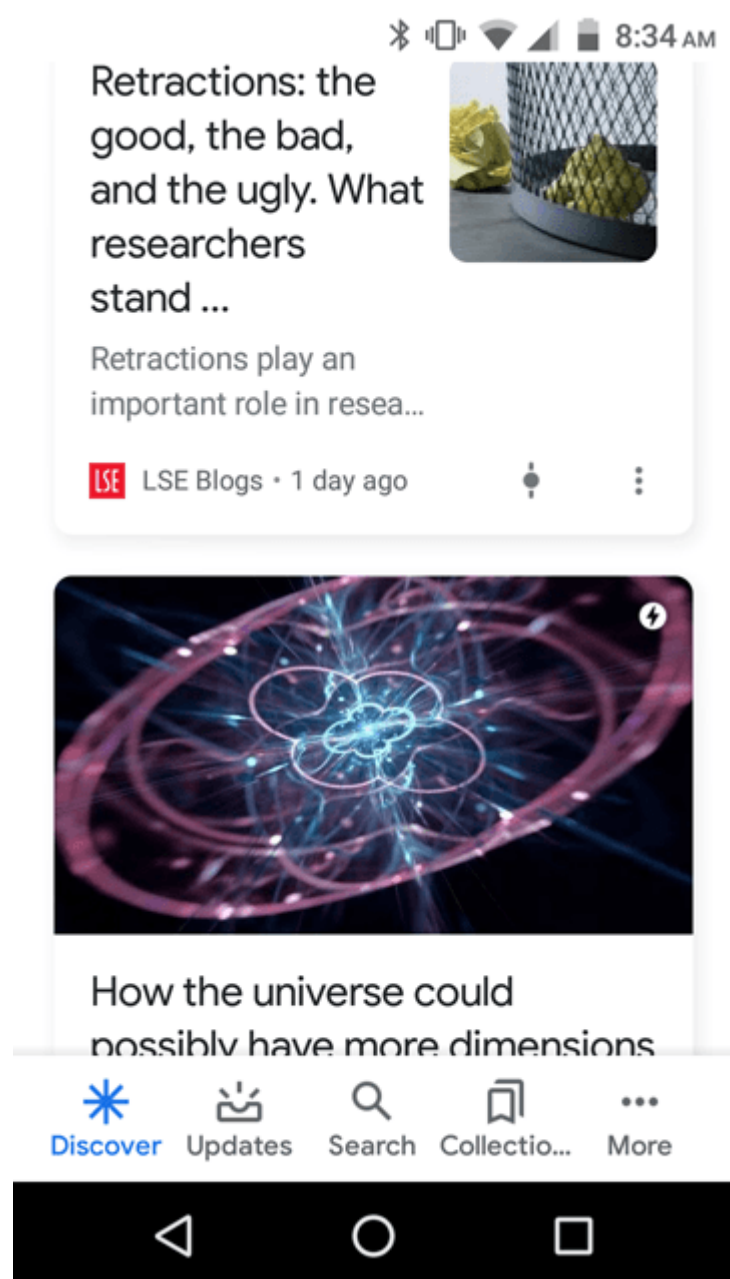 8:34 AM
Retractions: the
good, the bad,
and the ugly. What
researchers
stand ...
Retractions play an
important role in resea...
LSE LSE Blogs • 1 day ago
How the universe could
possibly have more dimensions
Discover Updates Search Collectio... More